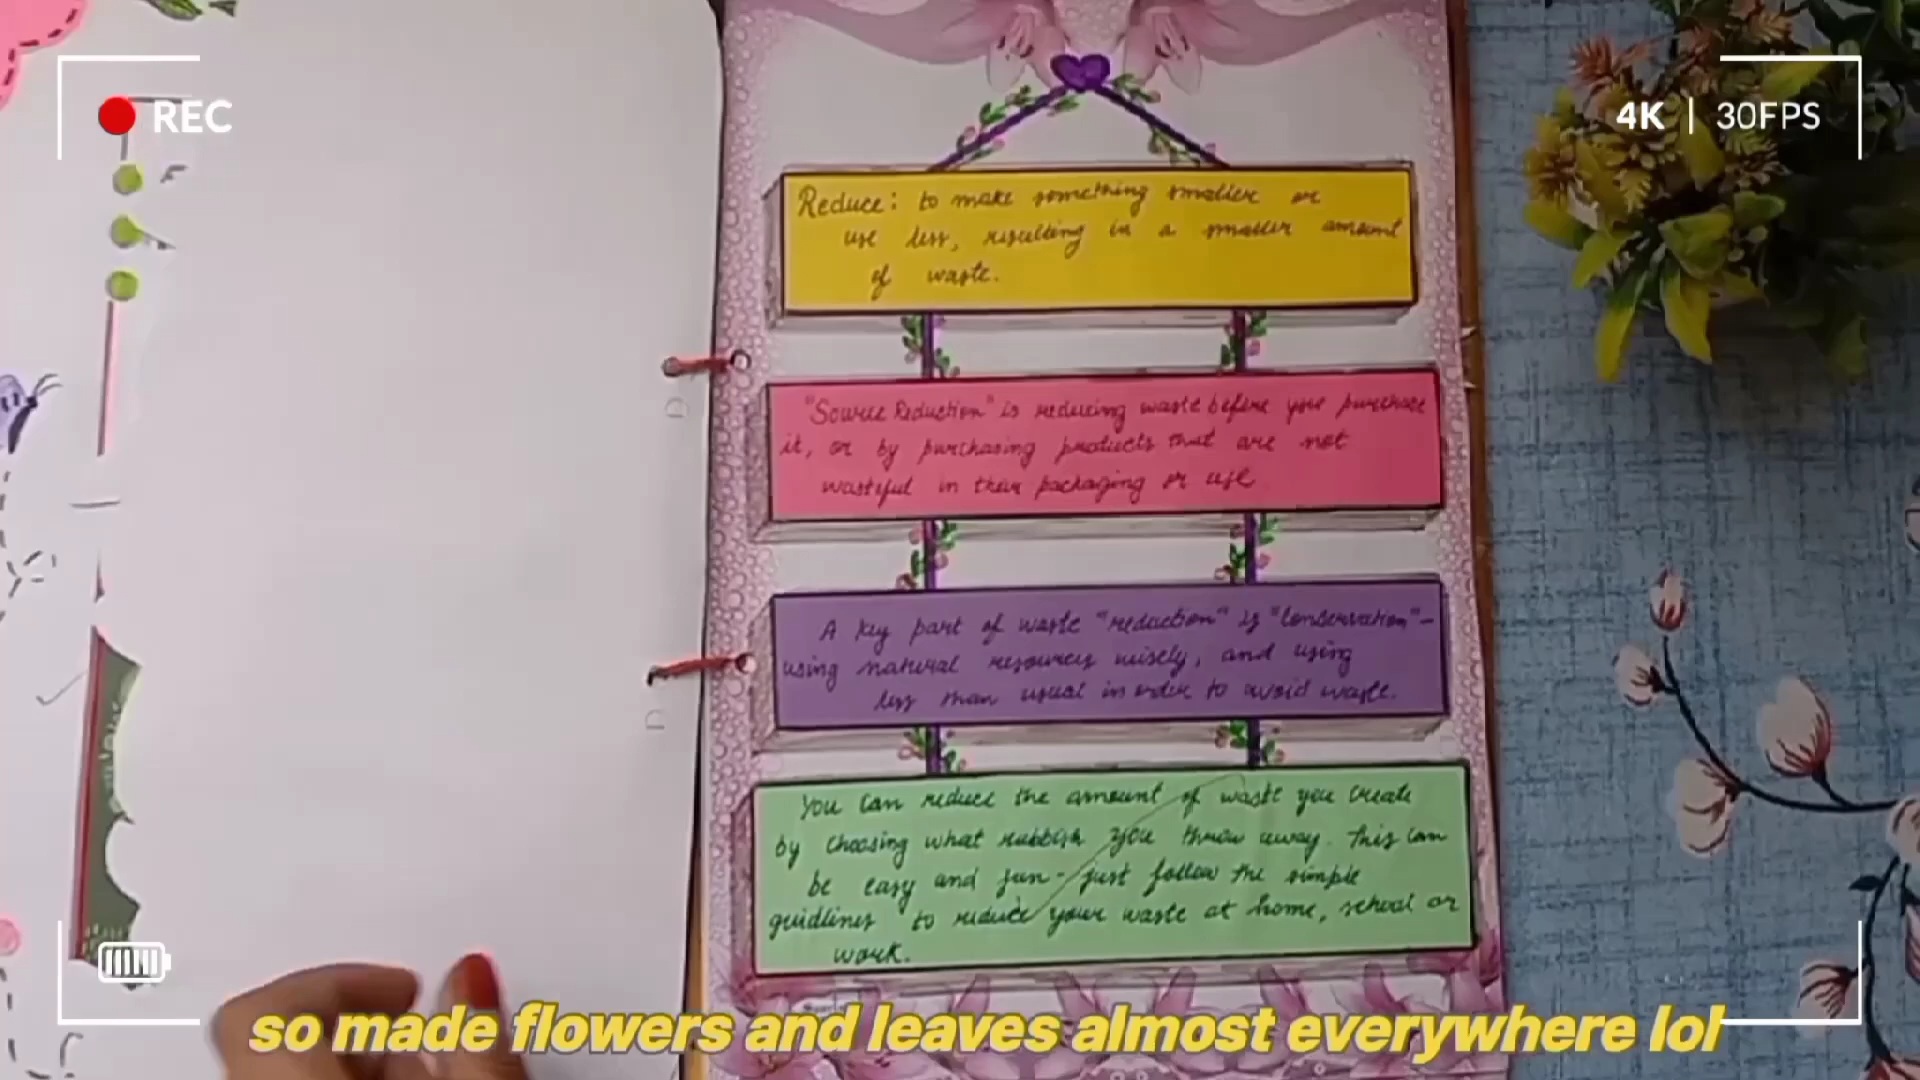 REC
4K | 30FPS
Reduce: to make something smaller or
use less, resulting in a smaller amount
of waste.
"Source Reduction" is reducing waste before you purchase
it, or by purchasing products that are not
wasteful in their packaging or use
A key part of waste "reduction" is "conservation"-
using natural resources wisely, and using
less than usual in order to avoid waste.
You can reduce the amount of waste you create
by choosing what rubbish you throw away. This can
be easy and fun - just follow the simple
guidlines to reduce your waste at home, school or
work.
so made flowers and leaves almost everywhere lol